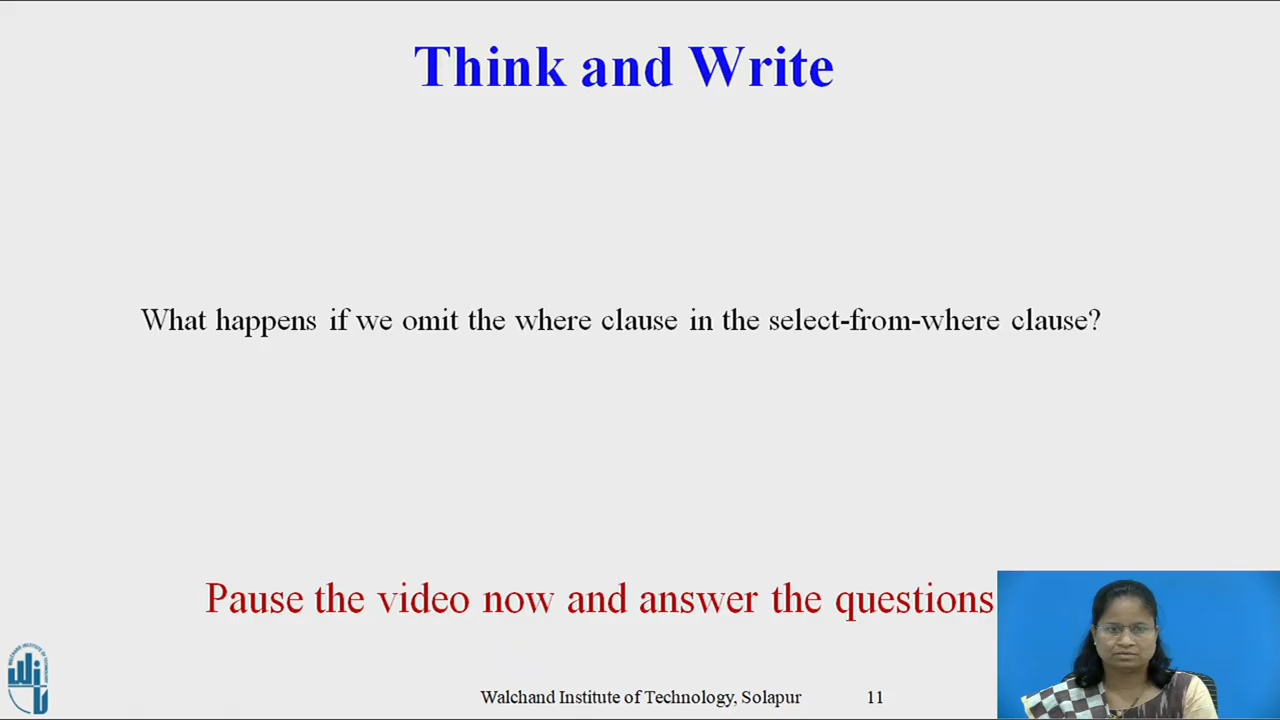 Think and Write
What happens if we omit the where clause in the select-from-where clause?
Pause the video now and answer the questions
Walchand Institute of Technology, Solapur 11